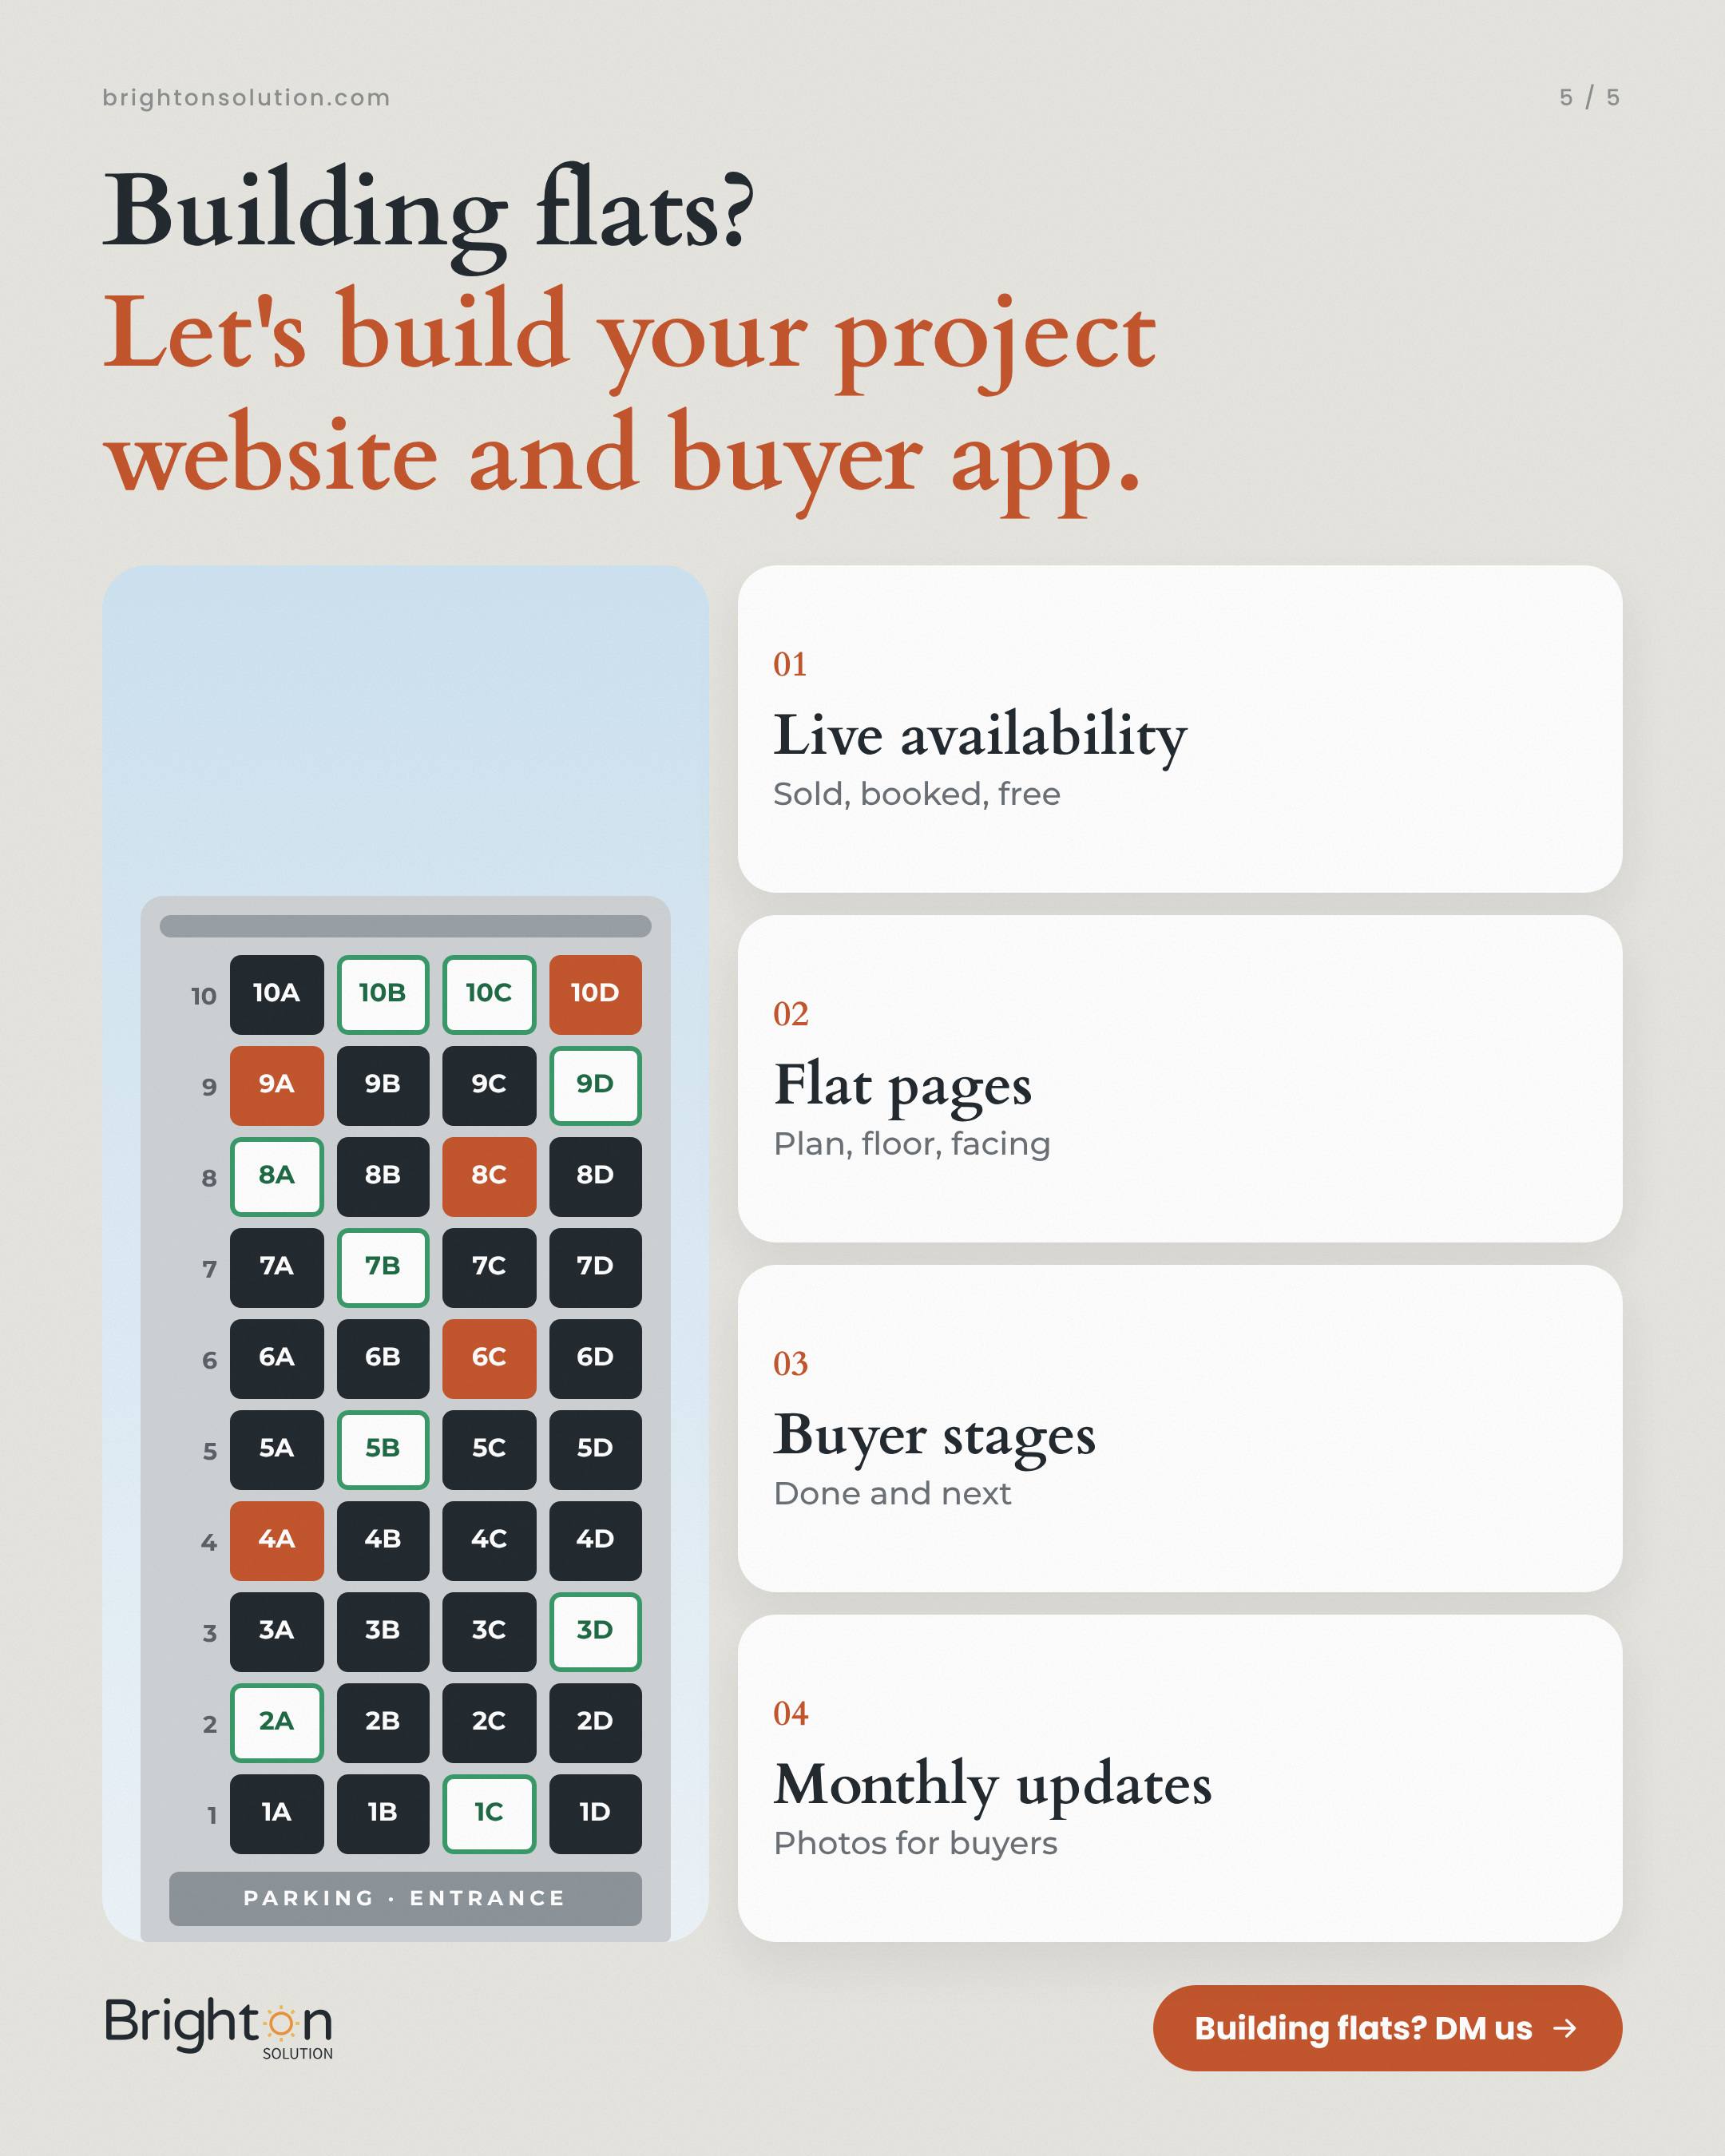 brightonsolution.com
5 / 5
Building flats?
Let's build your project
website and buyer app.
10 10A 10B 10C 10D
9 9A 9B 9C 9D
8 8A 8B 8C 8D
7 7A 7B 7C 7D
6 6A 6B 6C 6D
5 5A 5B 5C 5D
4 4A 4B 4C 4D
3 3A 3B 3C 3D
2 2A 2B 2C 2D
1 1A 1B 1C 1D
PARKING · ENTRANCE
01
Live availability
Sold, booked, free
02
Flat pages
Plan, floor, facing
03
Buyer stages
Done and next
04
Monthly updates
Photos for buyers
Brighton
SOLUTION
Building flats? DM us →